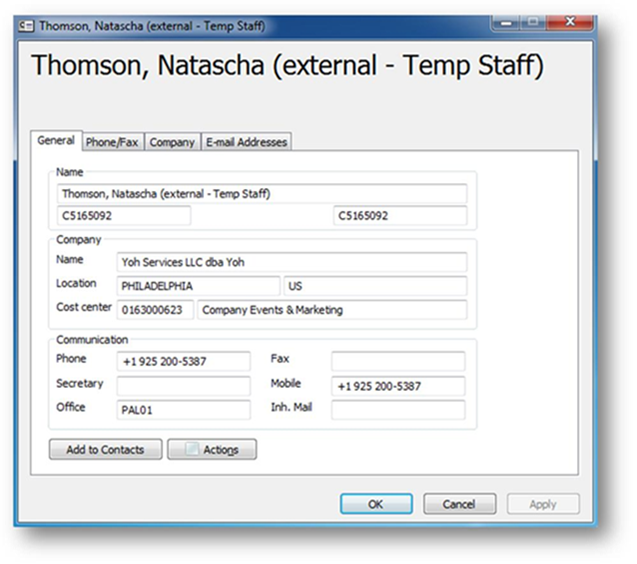 Thomson, Natascha (external - Temp Staff)
Thomson, Natascha (external - Temp Staff)
General Phone/Fax Company E-mail Addresses
Name
Thomson, Natascha (external - Temp Staff)
C5165092 C5165092
Company
Name Yoh Services LLC dba Yoh
Location PHILADELPHIA US
Cost center 0163000623 Company Events & Marketing
Communication
Phone +1 925 200-5387 Fax
Secretary Mobile +1 925 200-5387
Office PAL01 Inh. Mail
Add to Contacts Actions
OK Cancel Apply